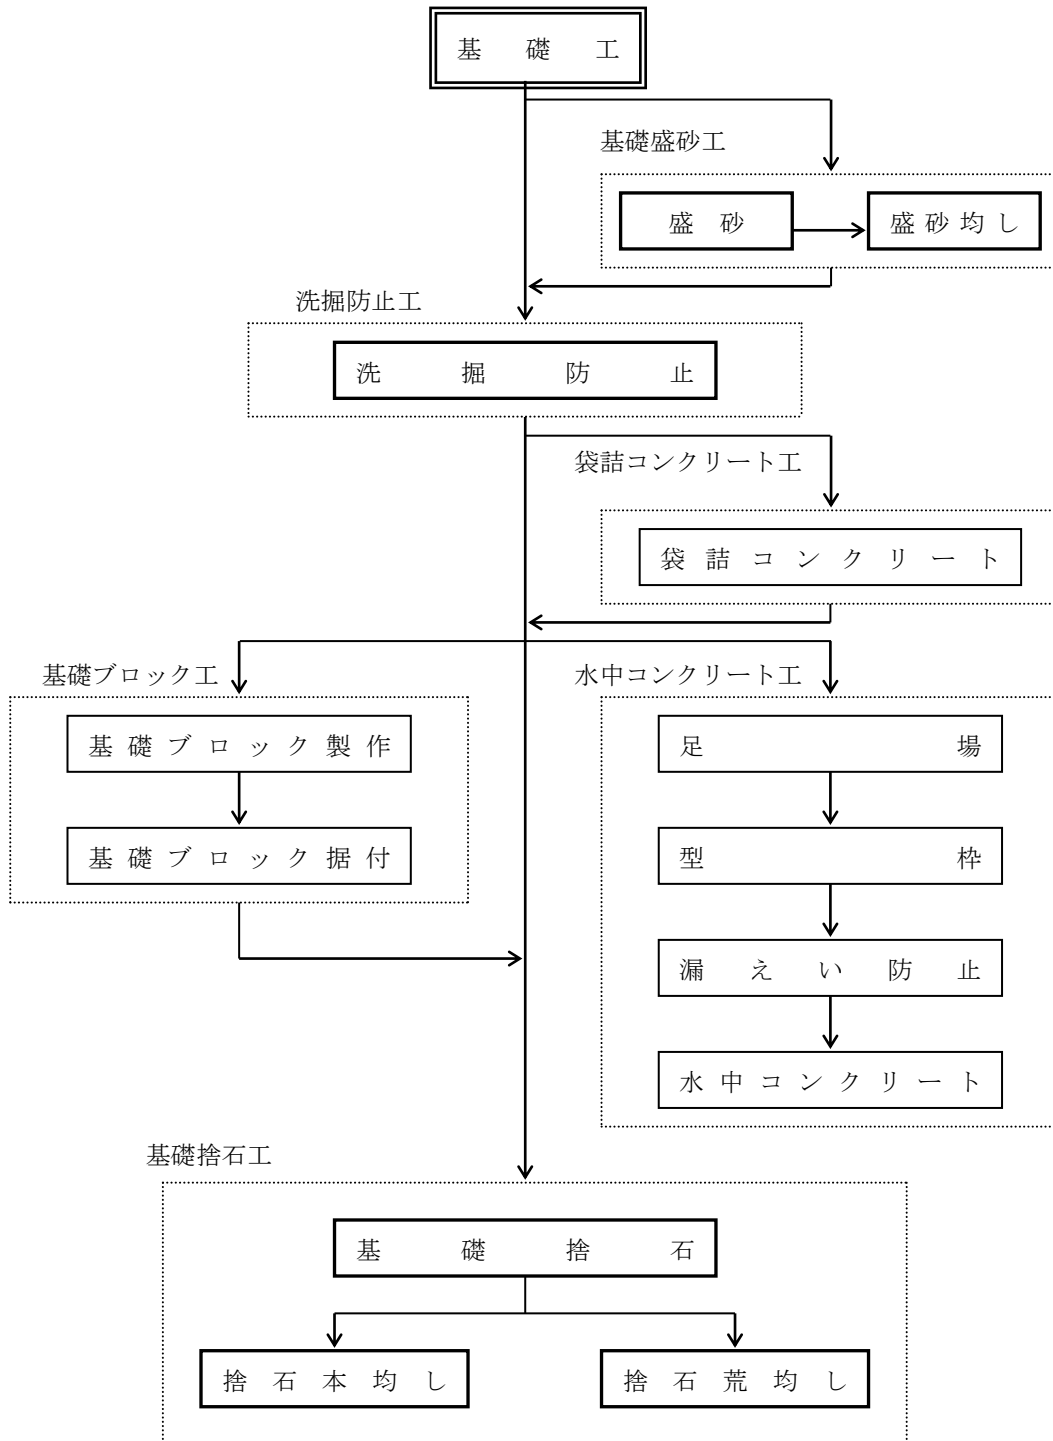 基礎工
基礎盛砂工
盛砂
盛砂均し
洗掘防止工
洗掘防止
袋詰コンクリート工
袋詰コンクリート
基礎ブロック工
水中コンクリート工
基礎ブロック製作
足場
基礎ブロック据付
型枠
漏えい防止
水中コンクリート
基礎捨石工
基礎捨石
捨石本均し
捨石荒均し